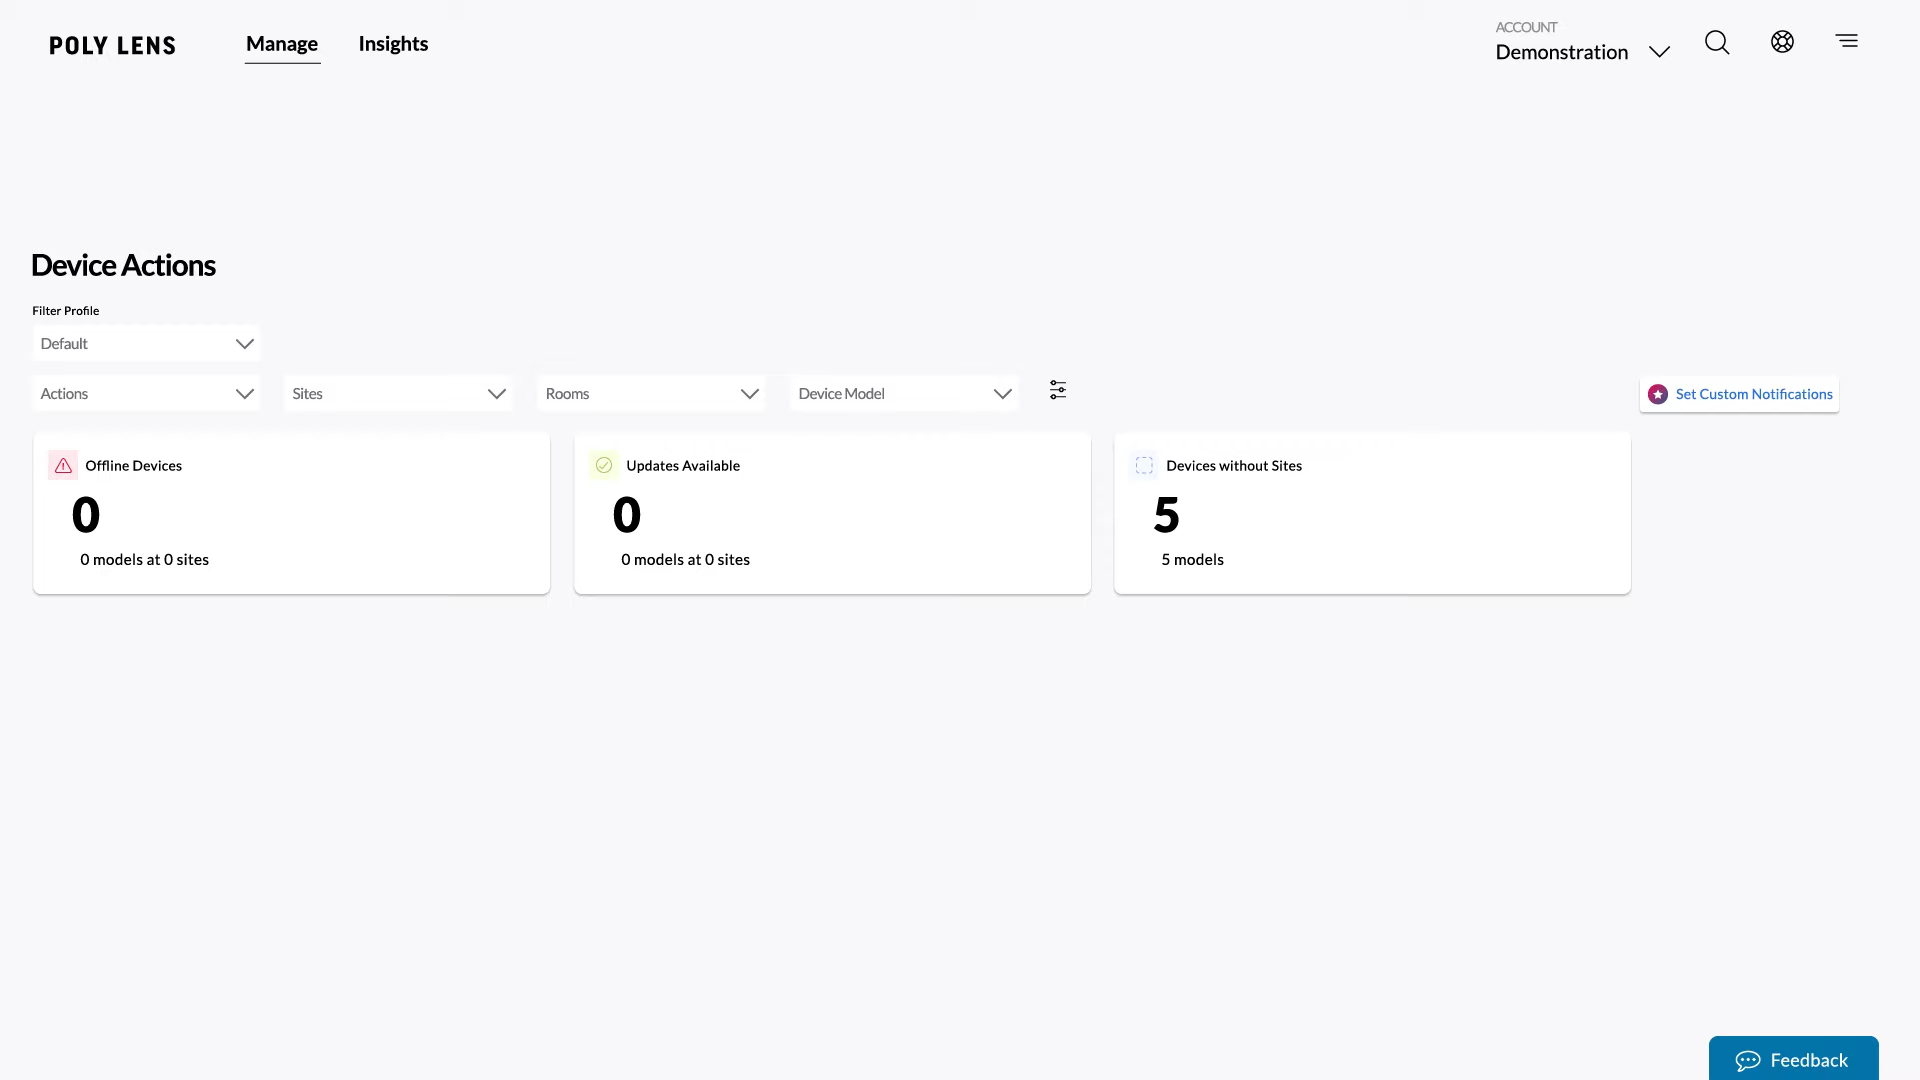 POLY LENS
Manage
Insights
ACCOUNT
Demonstration
Device Actions
Filter Profile
Default
Actions
Sites
Rooms
Device Model
Set Custom Notifications
Offline Devices
0
0 models at 0 sites
Updates Available
0
0 models at 0 sites
Devices without Sites
5
5 models
Feedback